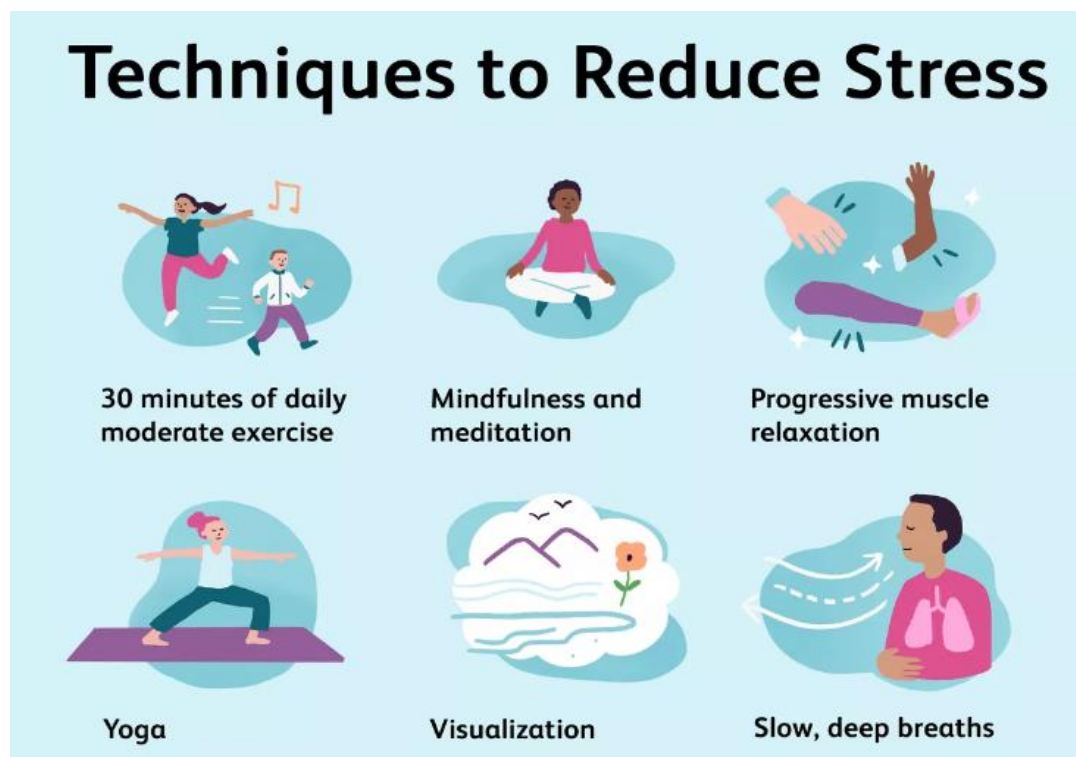 Techniques to Reduce Stress
30 minutes of daily
moderate exercise
Mindfulness and
meditation
Progressive muscle
relaxation
Yoga
Visualization
Slow, deep breaths